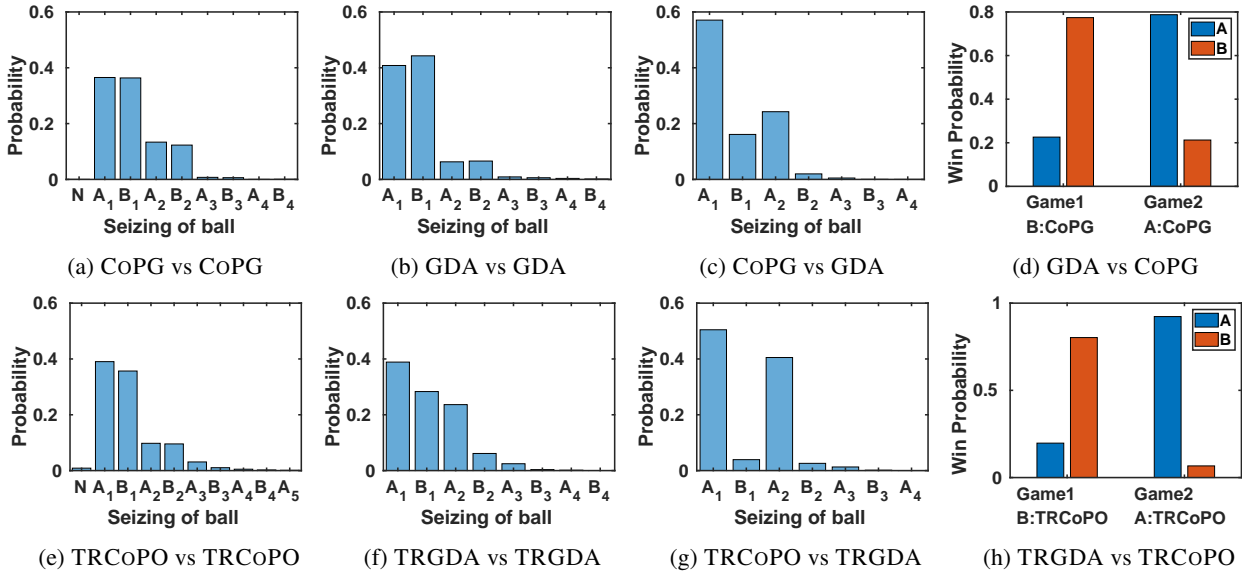 0.6
0.4
0.2
0
Probability
N A₁ B₁ A₂ B₂ A₃ B₃ A₄ B₄
Seizing of ball
(a) COPG vs COPG
0.6
0.4
0.2
0
Probability
A₁ B₁ A₂ B₂ A₃ B₃ A₄ B₄
Seizing of ball
(b) GDA vs GDA
0.6
0.4
0.2
0
Probability
A₁ B₁ A₂ B₂ A₃ B₃ A₄
Seizing of ball
(c) COPG vs GDA
0.8
0.6
0.4
0.2
0
Win Probability
A
B
Game1 Game2
B:CoPG A:CoPG
(d) GDA vs COPG
0.6
0.4
0.2
0
Probability
N A₁ B₁ A₂ B₂ A₃ B₃ A₄ B₄ A₅
Seizing of ball
(e) TRCOPO vs TRCOPO
0.6
0.4
0.2
0
Probability
A₁ B₁ A₂ B₂ A₃ B₃ A₄ B₄
Seizing of ball
(f) TRGDA vs TRGDA
0.6
0.4
0.2
0
Probability
A₁ B₁ A₂ B₂ A₃ B₃ A₄
Seizing of ball
(g) TRCOPO vs TRGDA
1
0.5
0
Win Probability
A
B
Game1 Game2
B:TRCoPO A:TRCoPO
(h) TRGDA vs TRCOPO